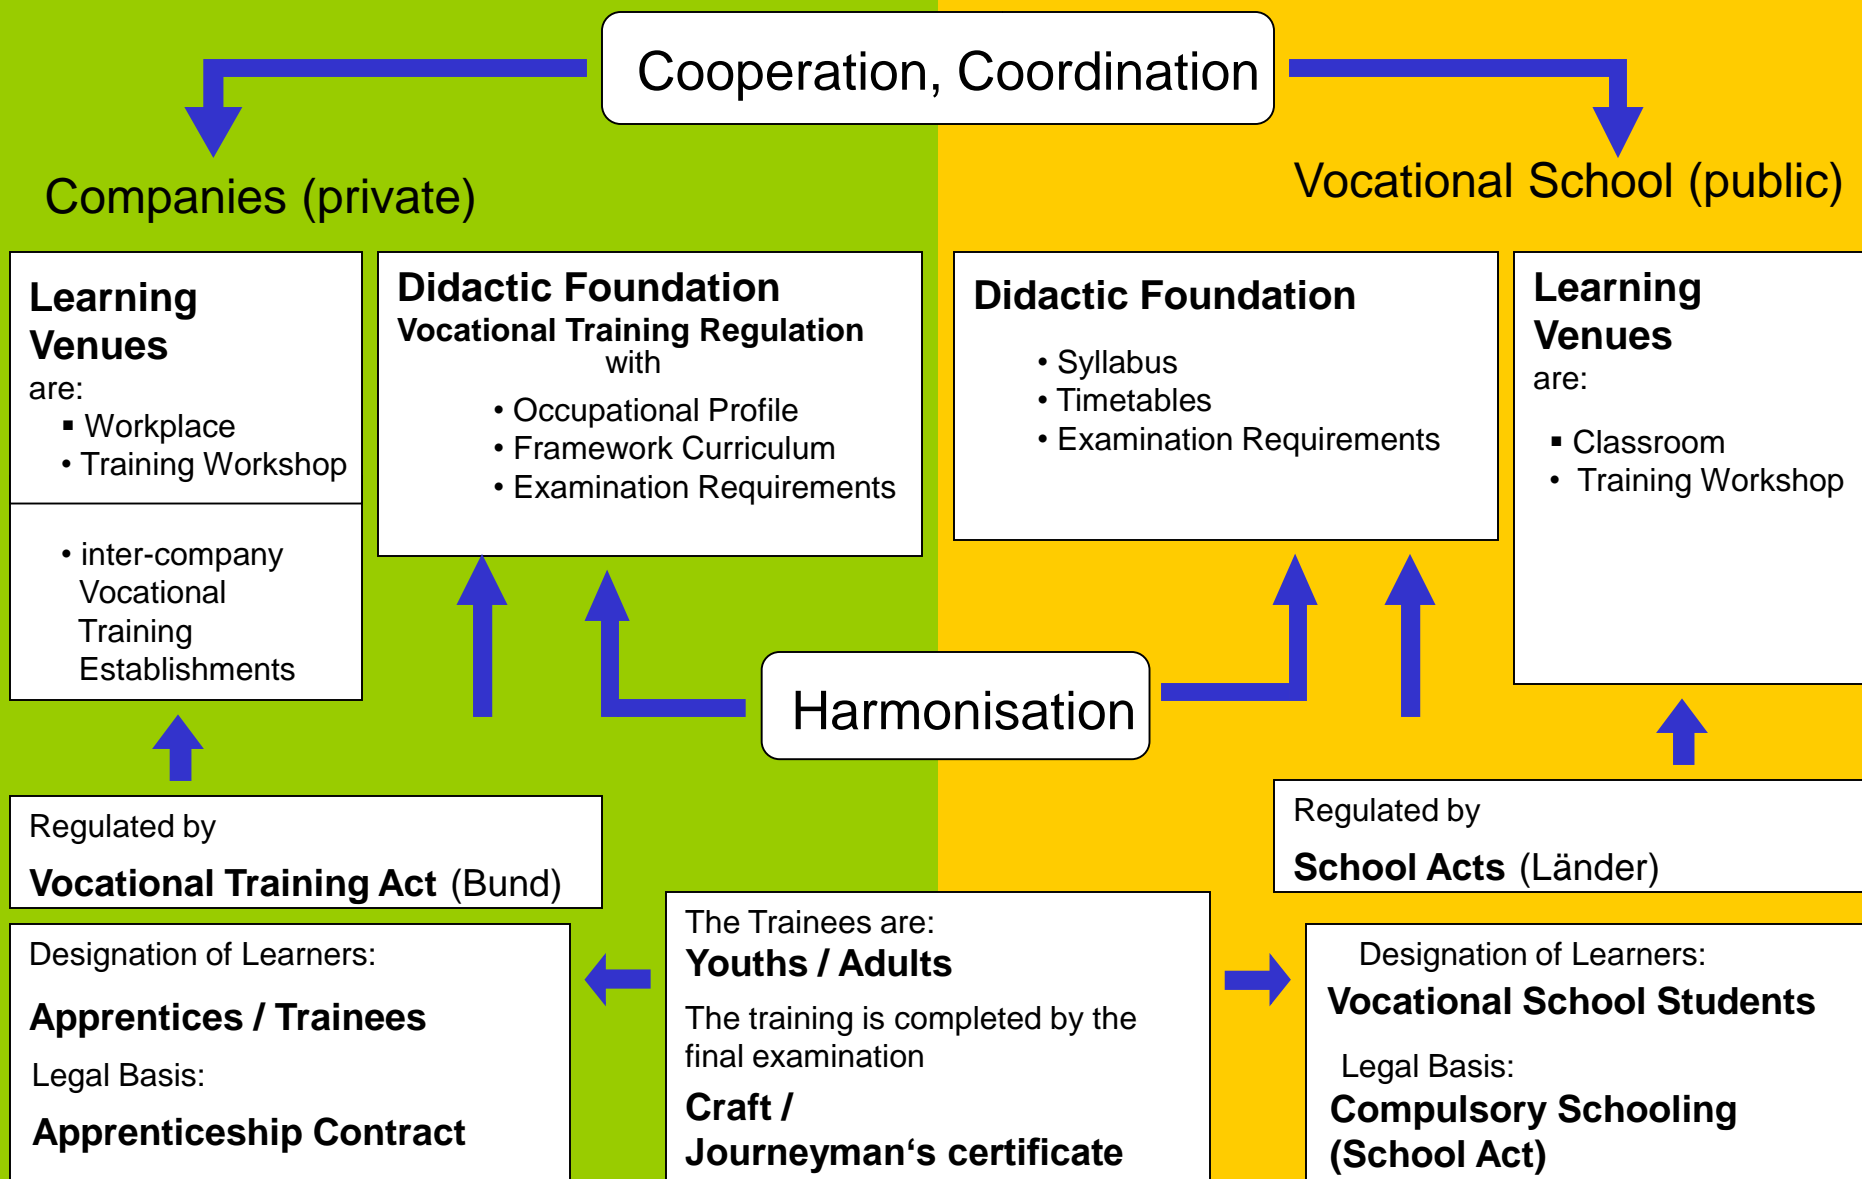 Cooperation, Coordination
Companies (private)
Vocational School (public)
Learning
Venues
are:
▪ Workplace
• Training Workshop
• inter-company
Vocational
Training
Establishments
Didactic Foundation
Vocational Training Regulation
with
• Occupational Profile
• Framework Curriculum
• Examination Requirements
Didactic Foundation
• Syllabus
• Timetables
• Examination Requirements
Learning
Venues
are:
▪ Classroom
• Training Workshop
Harmonisation
Regulated by
Vocational Training Act (Bund)
Regulated by
School Acts (Länder)
Designation of Learners:
Apprentices / Trainees
Legal Basis:
Apprenticeship Contract
The Trainees are:
Youths / Adults
The training is completed by the
final examination
Craft /
Journeyman‘s certificate
Designation of Learners:
Vocational School Students
Legal Basis:
Compulsory Schooling
(School Act)